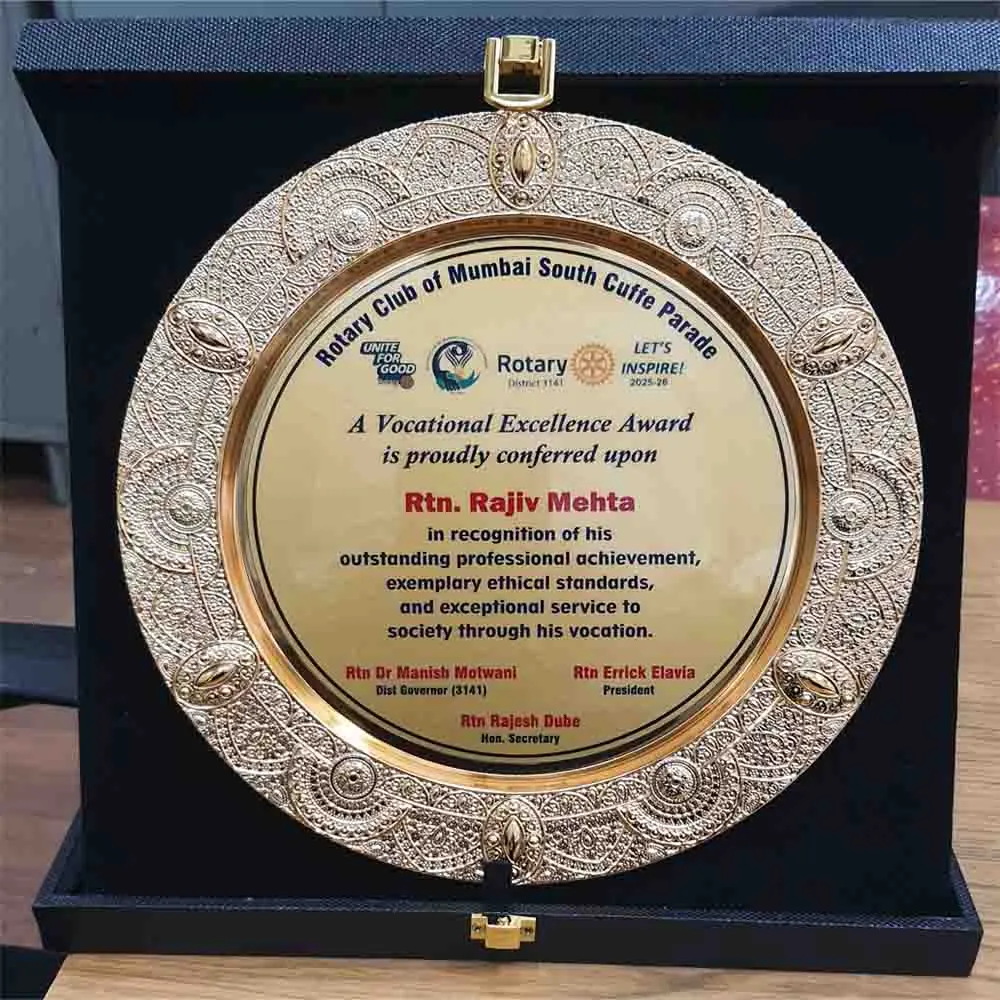 Rotary Club of Mumbai South Cuffe Parade
UNITE
FOR
GOOD
Rotary
District 3141
LET'S
INSPIRE!
2025-26
A Vocational Excellence Award
is proudly conferred upon
Rtn. Rajiv Mehta
in recognition of his
outstanding professional achievement,
exemplary ethical standards,
and exceptional service to
society through his vocation.
Rtn Dr Manish Motwani
Dist Governor (3141)
Rtn Errick Elavia
President
Rtn Rajesh Dube
Hon. Secretary